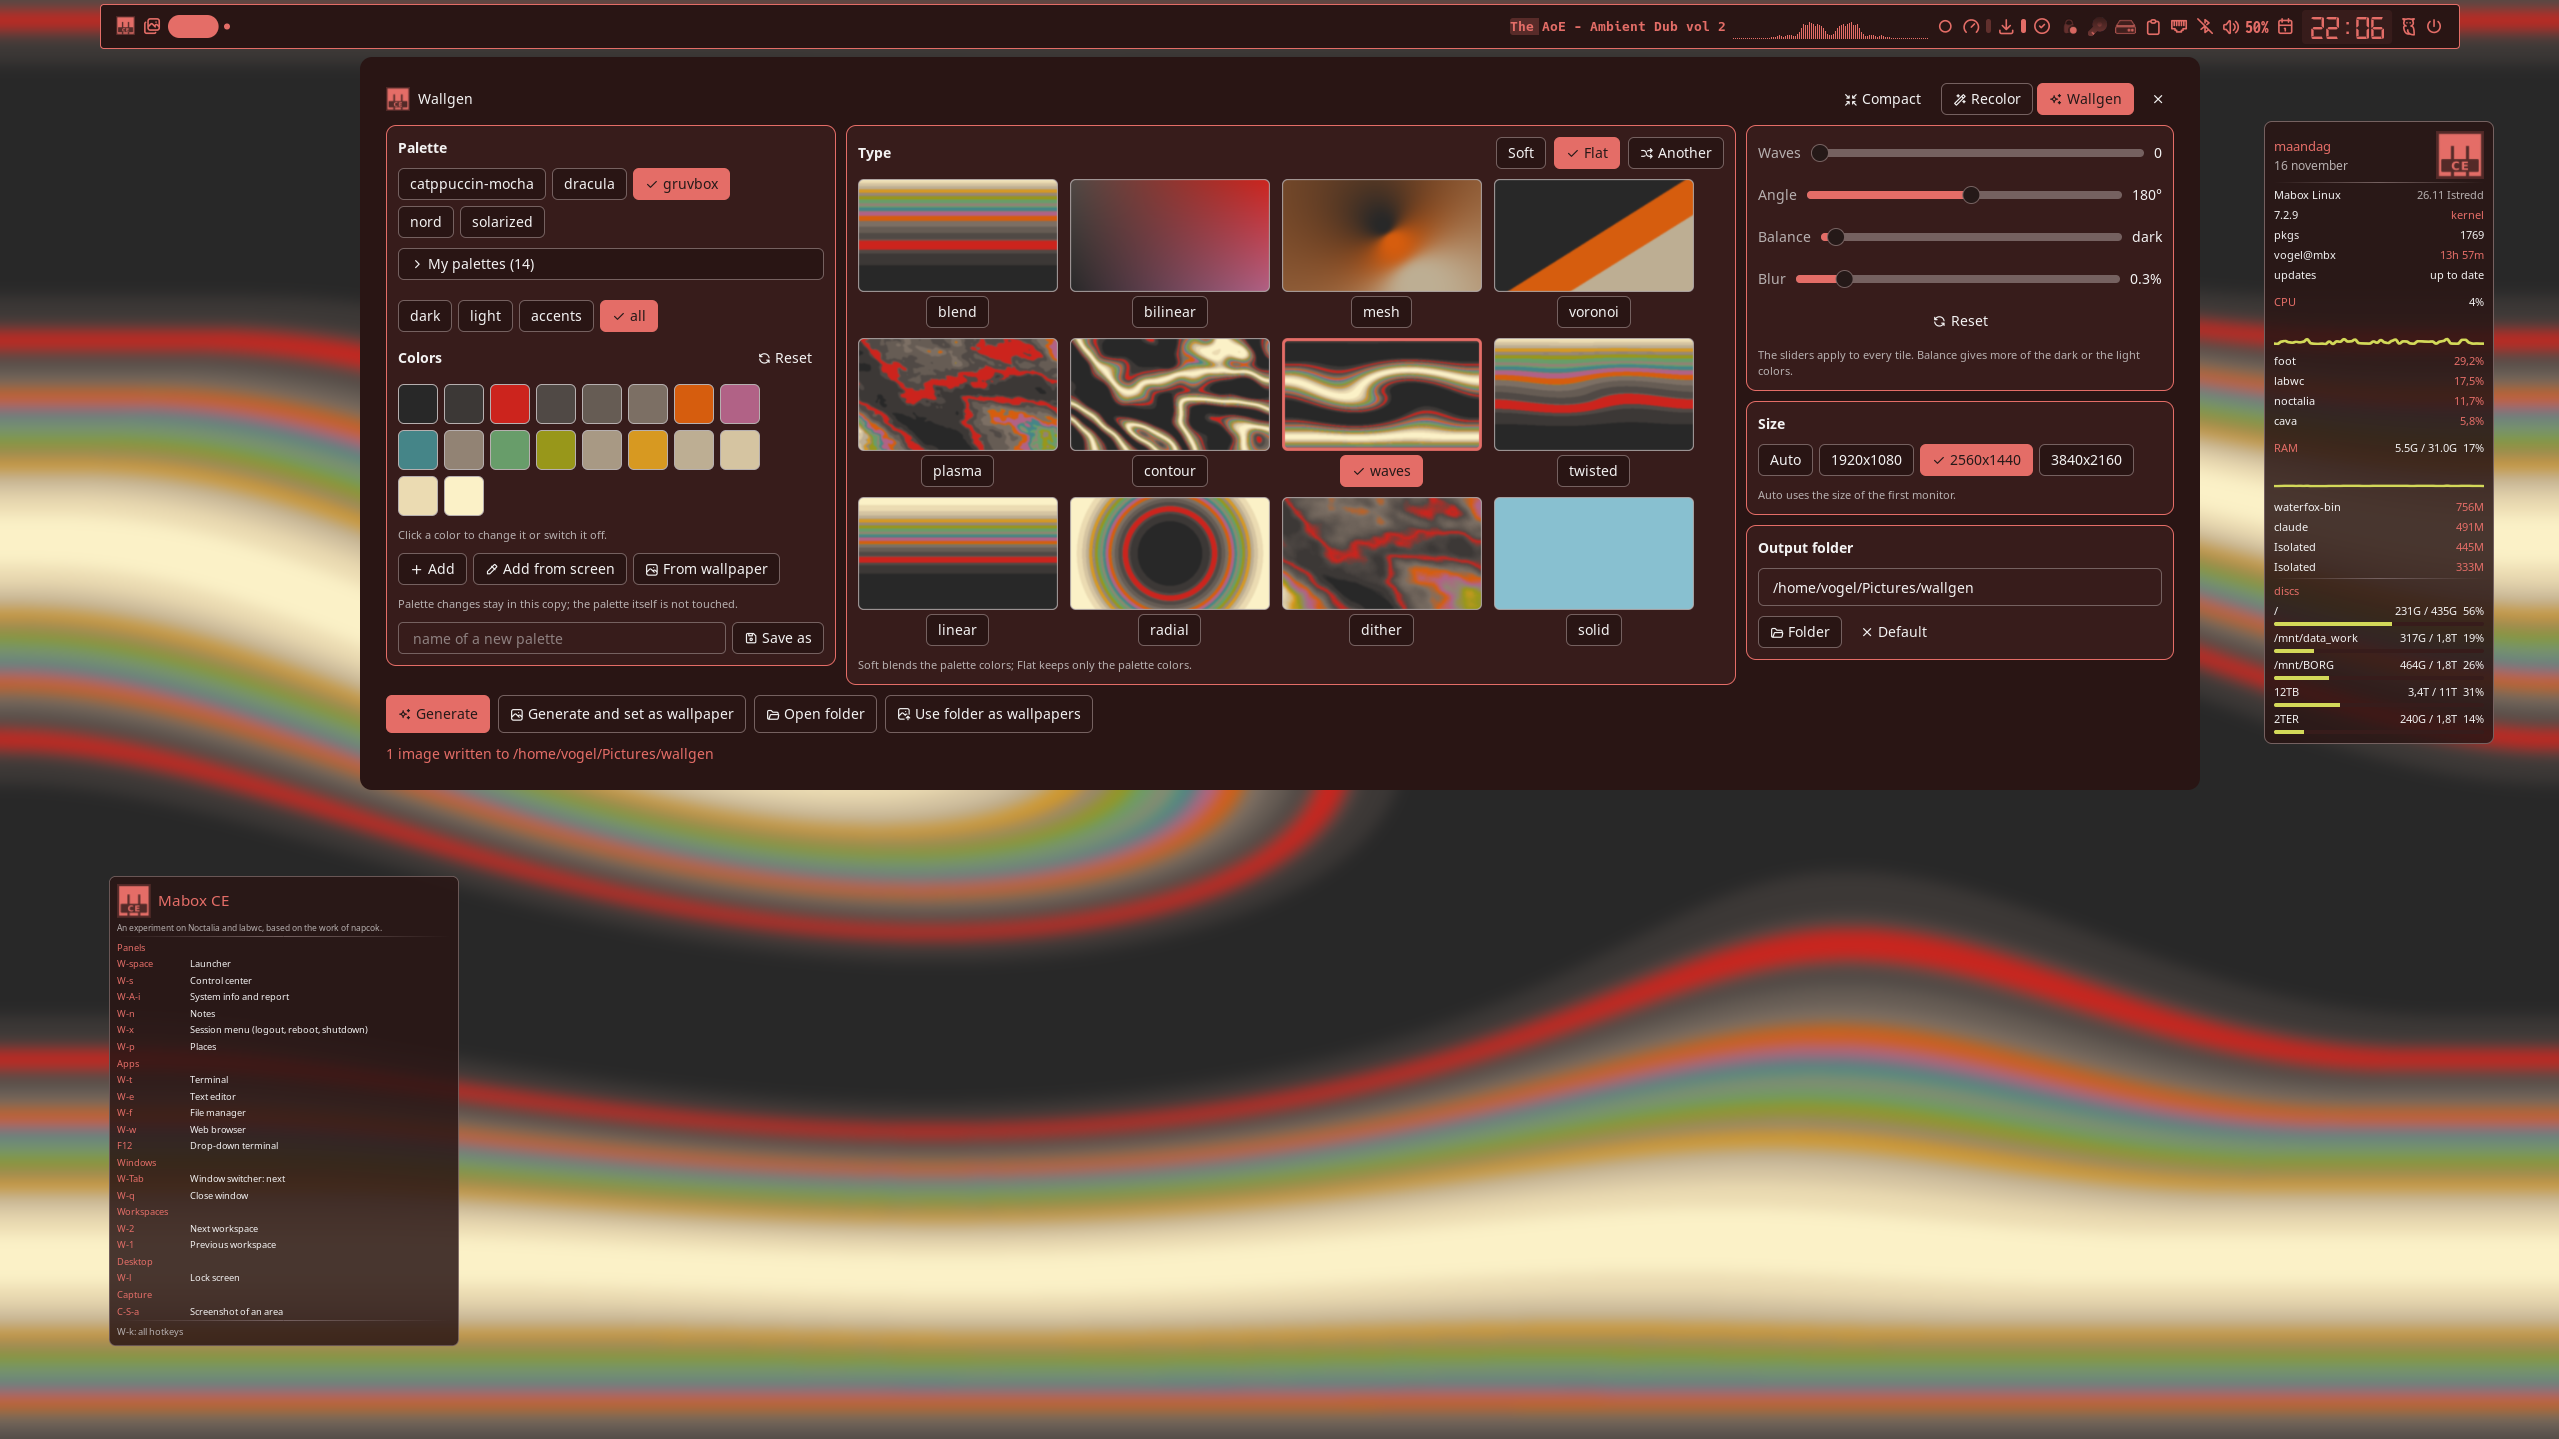 The AoE - Ambient Dub vol 2
50%
22:06
Wallgen
Compact
Recolor
Wallgen
Palette
catppuccin-mocha
dracula
gruvbox
nord
solarized
My palettes (14)
dark
light
accents
all
Colors
Reset
Click a color to change it or switch it off.
Add
Add from screen
From wallpaper
Palette changes stay in this copy; the palette itself is not touched.
name of a new palette
Save as
Type
Soft
Flat
Another
blend
bilinear
mesh
voronoi
plasma
contour
waves
twisted
linear
radial
dither
solid
Soft blends the palette colors; Flat keeps only the palette colors.
Waves 0
Angle 180°
Balance dark
Blur 0.3%
Reset
The sliders apply to every tile. Balance gives more of the dark or the light
colors.
Size
Auto
1920x1080
2560x1440
3840x2160
Auto uses the size of the first monitor.
Output folder
/home/vogel/Pictures/wallgen
Folder
Default
Generate
Generate and set as wallpaper
Open folder
Use folder as wallpapers
1 image written to /home/vogel/Pictures/wallgen
maandag
16 november
CE
Mabox Linux 26.11 Istredd
7.2.9 kernel
pkgs 1769
vogel@mbx 13h 57m
updates up to date
CPU 4%
foot 29,2%
labwc 17,5%
noctalia 11,7%
cava 5,8%
RAM 5.5G / 31.0G 17%
waterfox-bin 756M
claude 491M
Isolated 445M
Isolated 333M
discs
/ 231G / 435G 56%
/mnt/data_work 317G / 1,8T 19%
/mnt/BORG 464G / 1,8T 26%
12TB 3,4T / 11T 31%
2TER 240G / 1,8T 14%
CE
Mabox CE
An experiment on Noctalia and labwc, based on the work of napcok.
Panels
W-space Launcher
W-s Control center
W-A-i System info and report
W-n Notes
W-x Session menu (logout, reboot, shutdown)
W-p Places
Apps
W-t Terminal
W-e Text editor
W-f File manager
W-w Web browser
F12 Drop-down terminal
Windows
W-Tab Window switcher: next
W-q Close window
Workspaces
W-2 Next workspace
W-1 Previous workspace
Desktop
W-l Lock screen
Capture
C-S-a Screenshot of an area
W-k: all hotkeys